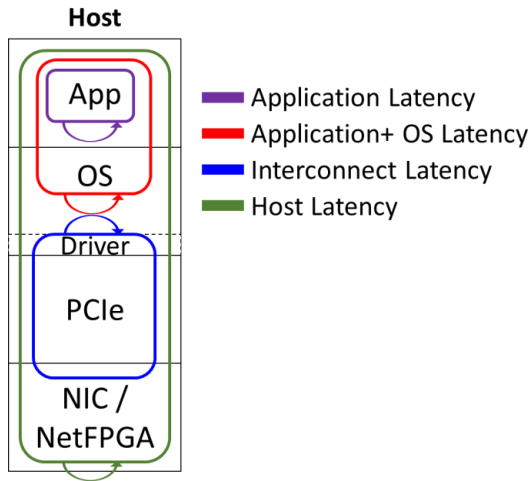 Host
App
OS
Driver
PCIe
NIC /
NetFPGA
Application Latency
Application+ OS Latency
Interconnect Latency
Host Latency